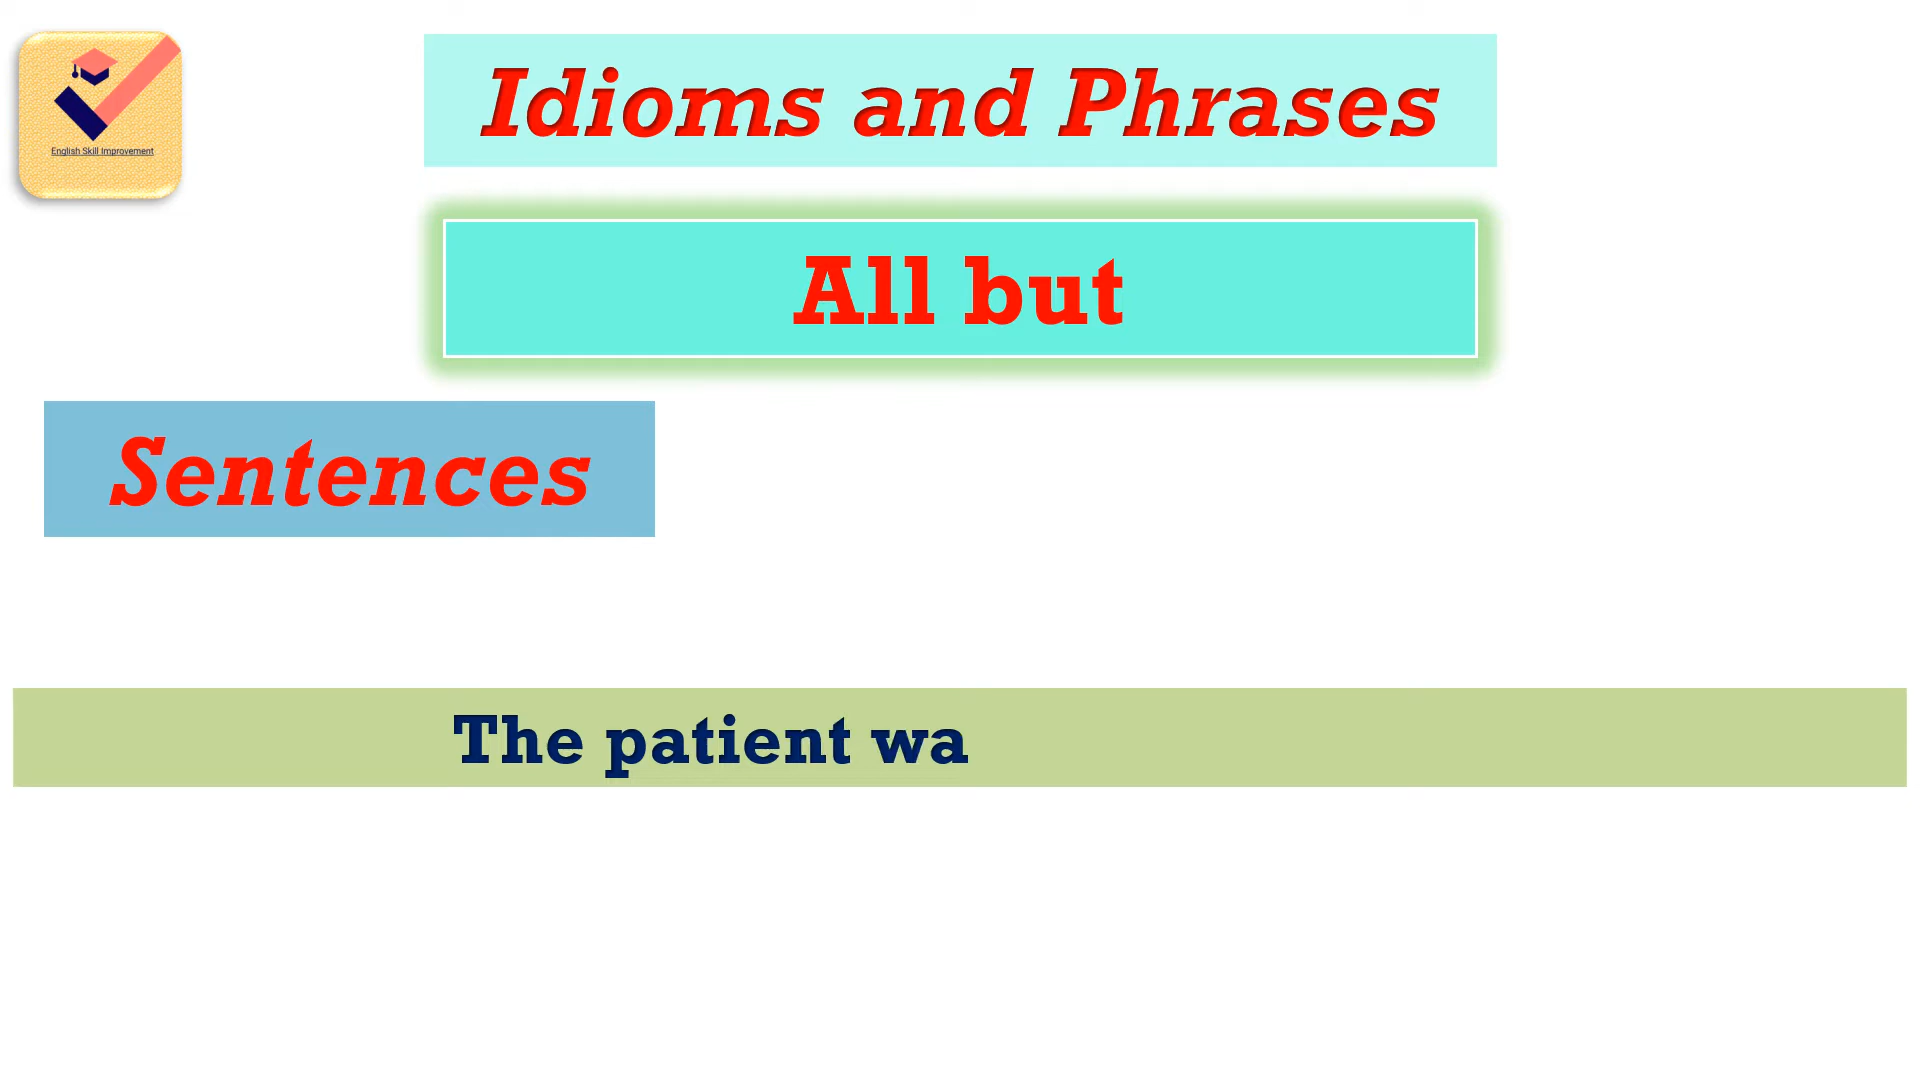 English Skill Improvement
Idioms and Phrases
All but
Sentences
The patient wa